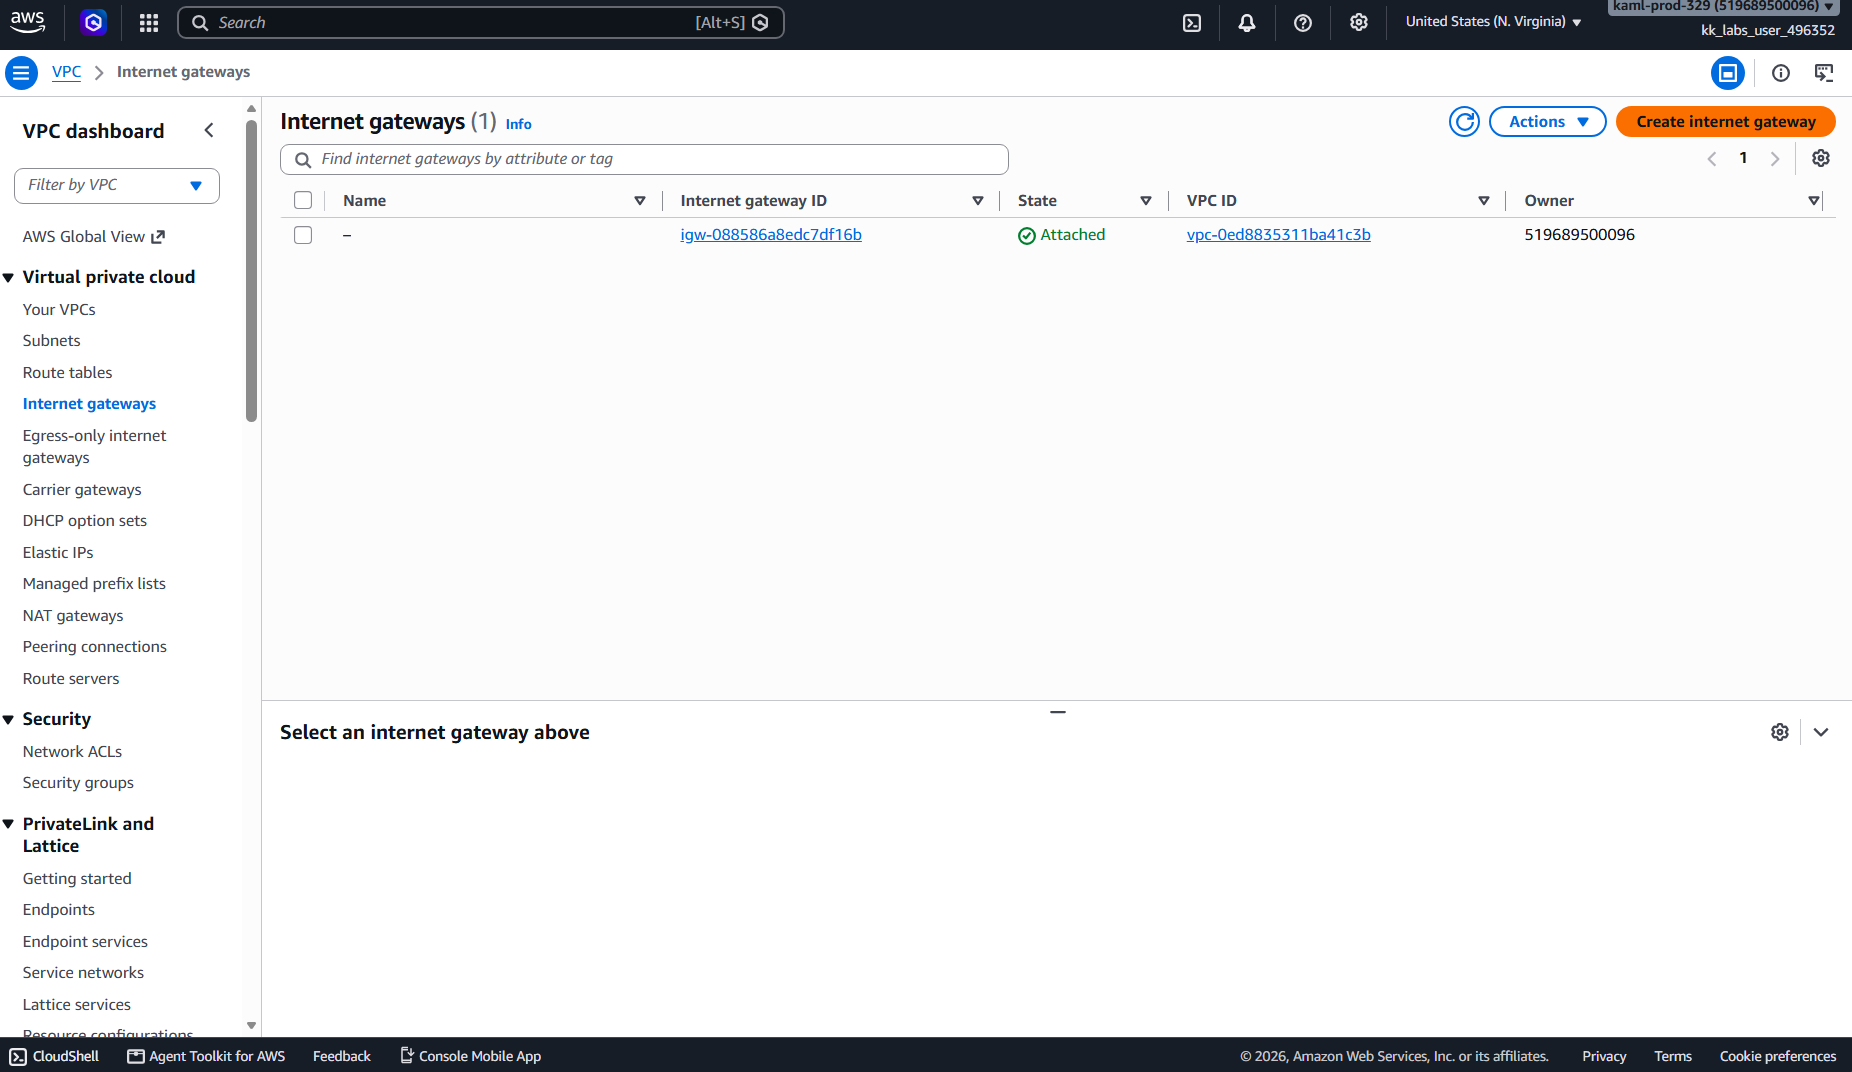 aws
Search
[Alt+S]
United States (N. Virginia)
kaml-prod-329 (519689500096)
kk_labs_user_496352
VPC
Internet gateways
VPC dashboard
Filter by VPC
AWS Global View
Virtual private cloud
Your VPCs
Subnets
Route tables
Internet gateways
Egress-only internet
gateways
Carrier gateways
DHCP option sets
Elastic IPs
Managed prefix lists
NAT gateways
Peering connections
Route servers
Security
Network ACLs
Security groups
PrivateLink and
Lattice
Getting started
Endpoints
Endpoint services
Service networks
Lattice services
Resource configurations
Internet gateways (1) Info
Actions
Create internet gateway
Find internet gateways by attribute or tag
1
Name Internet gateway ID State VPC ID Owner
– igw-088586a8edc7df16b Attached vpc-0ed8835311ba41c3b 519689500096
Select an internet gateway above
CloudShell Agent Toolkit for AWS Feedback Console Mobile App
© 2026, Amazon Web Services, Inc. or its affiliates. Privacy Terms Cookie preferences